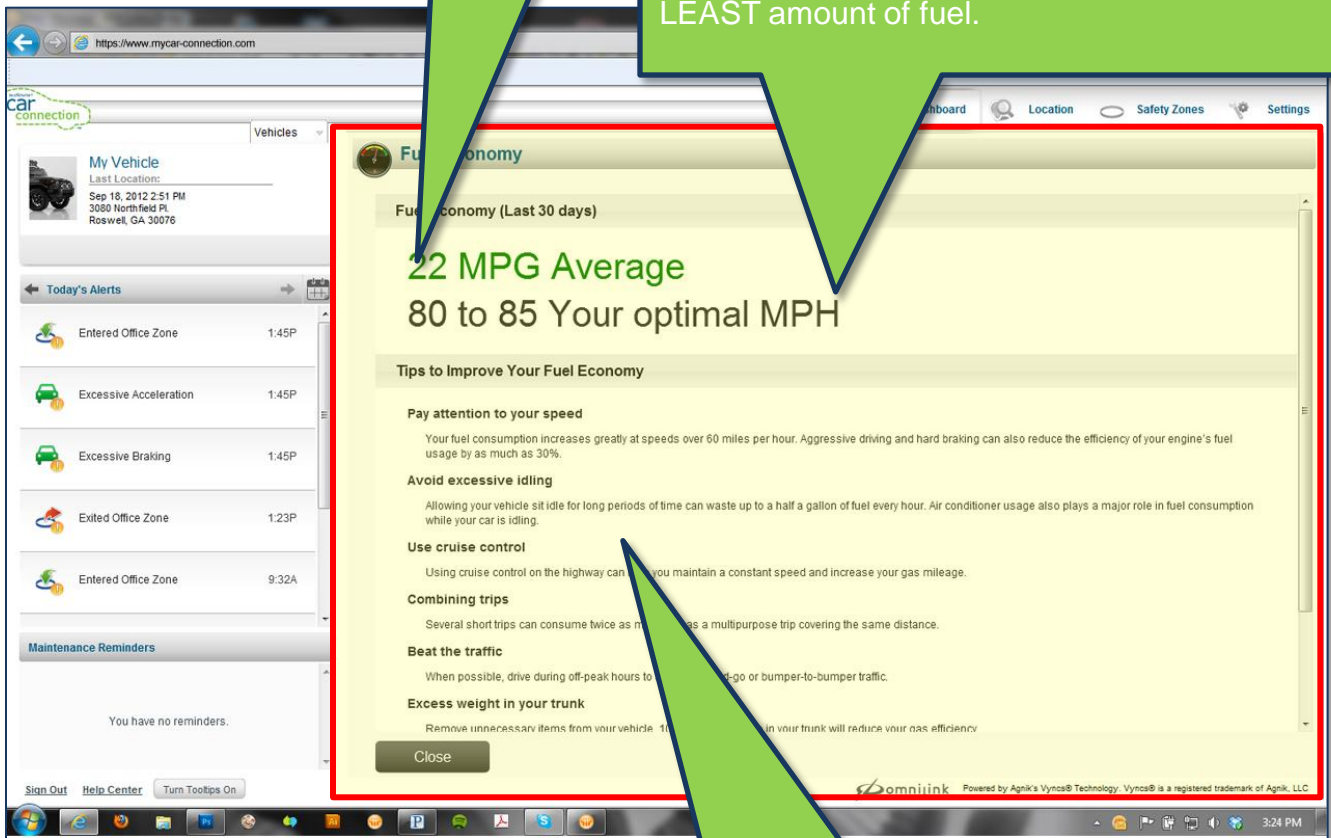 LEAST amount of fuel.
https://www.mycar-connection.com
car
connection
Vehicles
Location
Safety Zones
Settings
My Vehicle
Last Location:
Sep 18, 2012 2:51 PM
3080 Northfield Pl.
Roswell, GA 30076
Today's Alerts
Entered Office Zone 1:45P
Excessive Acceleration 1:45P
Excessive Braking 1:45P
Exited Office Zone 1:23P
Entered Office Zone 9:32A
Maintenance Reminders
You have no reminders.
Sign Out Help Center Turn Tooltips On
Fuel Economy (Last 30 days)
22 MPG Average
80 to 85 Your optimal MPH
Tips to Improve Your Fuel Economy
Pay attention to your speed
Your fuel consumption increases greatly at speeds over 60 miles per hour. Aggressive driving and hard braking can also reduce the efficiency of your engine's fuel
usage by as much as 30%.
Avoid excessive idling
Allowing your vehicle sit idle for long periods of time can waste up to a half a gallon of fuel every hour. Air conditioner usage also plays a major role in fuel consumption
while your car is idling.
Use cruise control
Using cruise control on the highway can you maintain a constant speed and increase your gas mileage.
Combining trips
Several short trips can consume twice as as a multipurpose trip covering the same distance.
Beat the traffic
When possible, drive during off-peak hours to or bumper-to-bumper traffic.
Excess weight in your trunk
Remove unnecessary items from your vehicle. in your trunk will reduce your gas efficiency
Close
omnilink Powered by Agnik's Vyncs® Technology. Vyncs® is a registered trademark of Agnik, LLC
3:24 PM